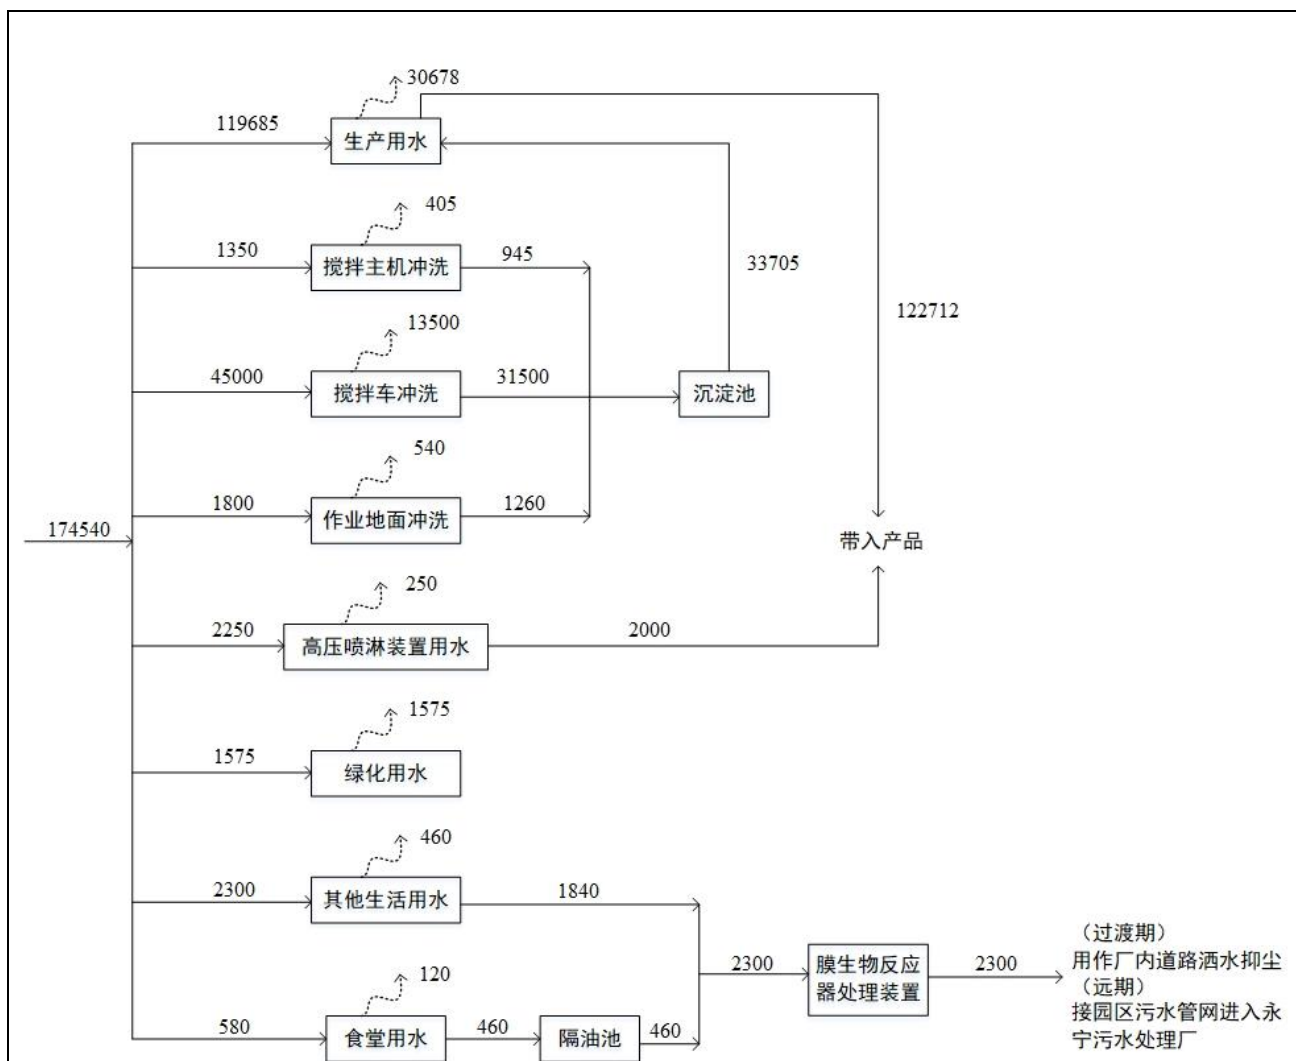 30678
119685
生产用水
405
1350
搅拌主机冲洗
945
33705
122712
13500
45000
搅拌车冲洗
31500
沉淀池
540
1800
作业地面冲洗
1260
174540
带入产品
250
2250
高压喷淋装置用水
2000
1575
1575
绿化用水
460
2300
其他生活用水
1840
120
580
食堂用水
460
隔油池
460
2300
膜生物反应
器处理装置
2300
（过渡期）
用作厂内道路洒水抑尘
（远期）
接园区污水管网进入永
宁污水处理厂